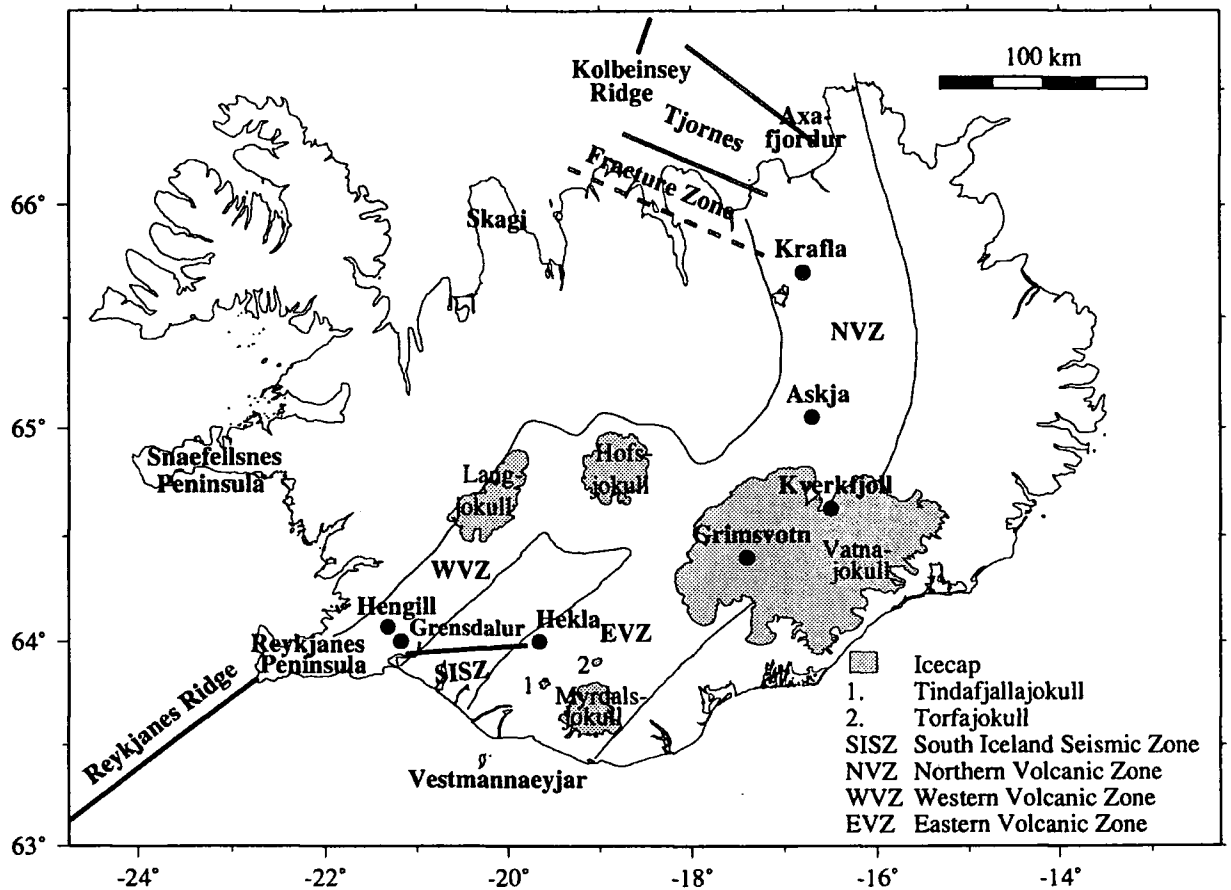 100 km
Kolbeinsey
Ridge
Tjornes
Axa-
fjordur
Fracture Zone
66°
Skagi
Krafla
NVZ
Askja
65°
Snaefellsnes
Peninsula
Lang-
jokull
Hofs-
jokull
Kverkfjoll
Grimsvotn
Vatna-
jokull
WVZ
Hengill
Grensdalur
Hekla
EVZ
64°
Reykjanes
Peninsula
SISZ
2
1
Myrdals-
jokull
Reykjanes Ridge
Vestmannaeyjar
Icecap
1. Tindafjallajokull
2. Torfajokull
SISZ South Iceland Seismic Zone
NVZ Northern Volcanic Zone
WVZ Western Volcanic Zone
EVZ Eastern Volcanic Zone
63°
-24° -22° -20° -18° -16° -14°